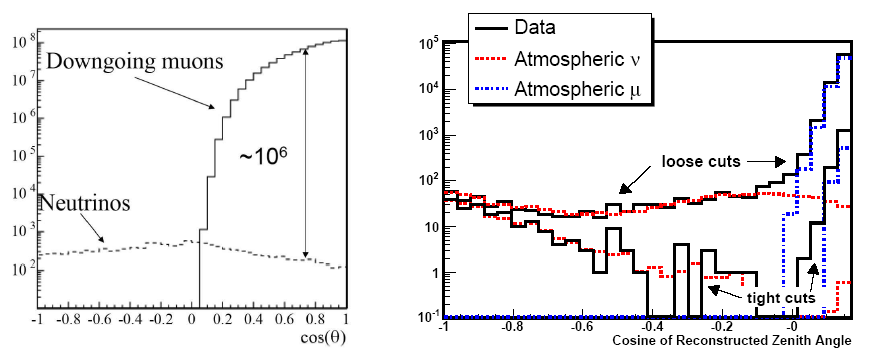 10^8
Downgoing muons
10^7
10^6
10^5
~10^6
10^4
Neutrinos
10^3
10^2
-1 -0.8 -0.6 -0.4 -0.2 0 0.2 0.4 0.6 0.8 1
cos(θ)
Data
Atmospheric ν
Atmospheric μ
10^5
10^4
10^3
loose cuts
10^2
10
1
tight cuts
10^-1
-1 -0.8 -0.6 -0.4 -0.2 -0
Cosine of Reconstructed Zenith Angle